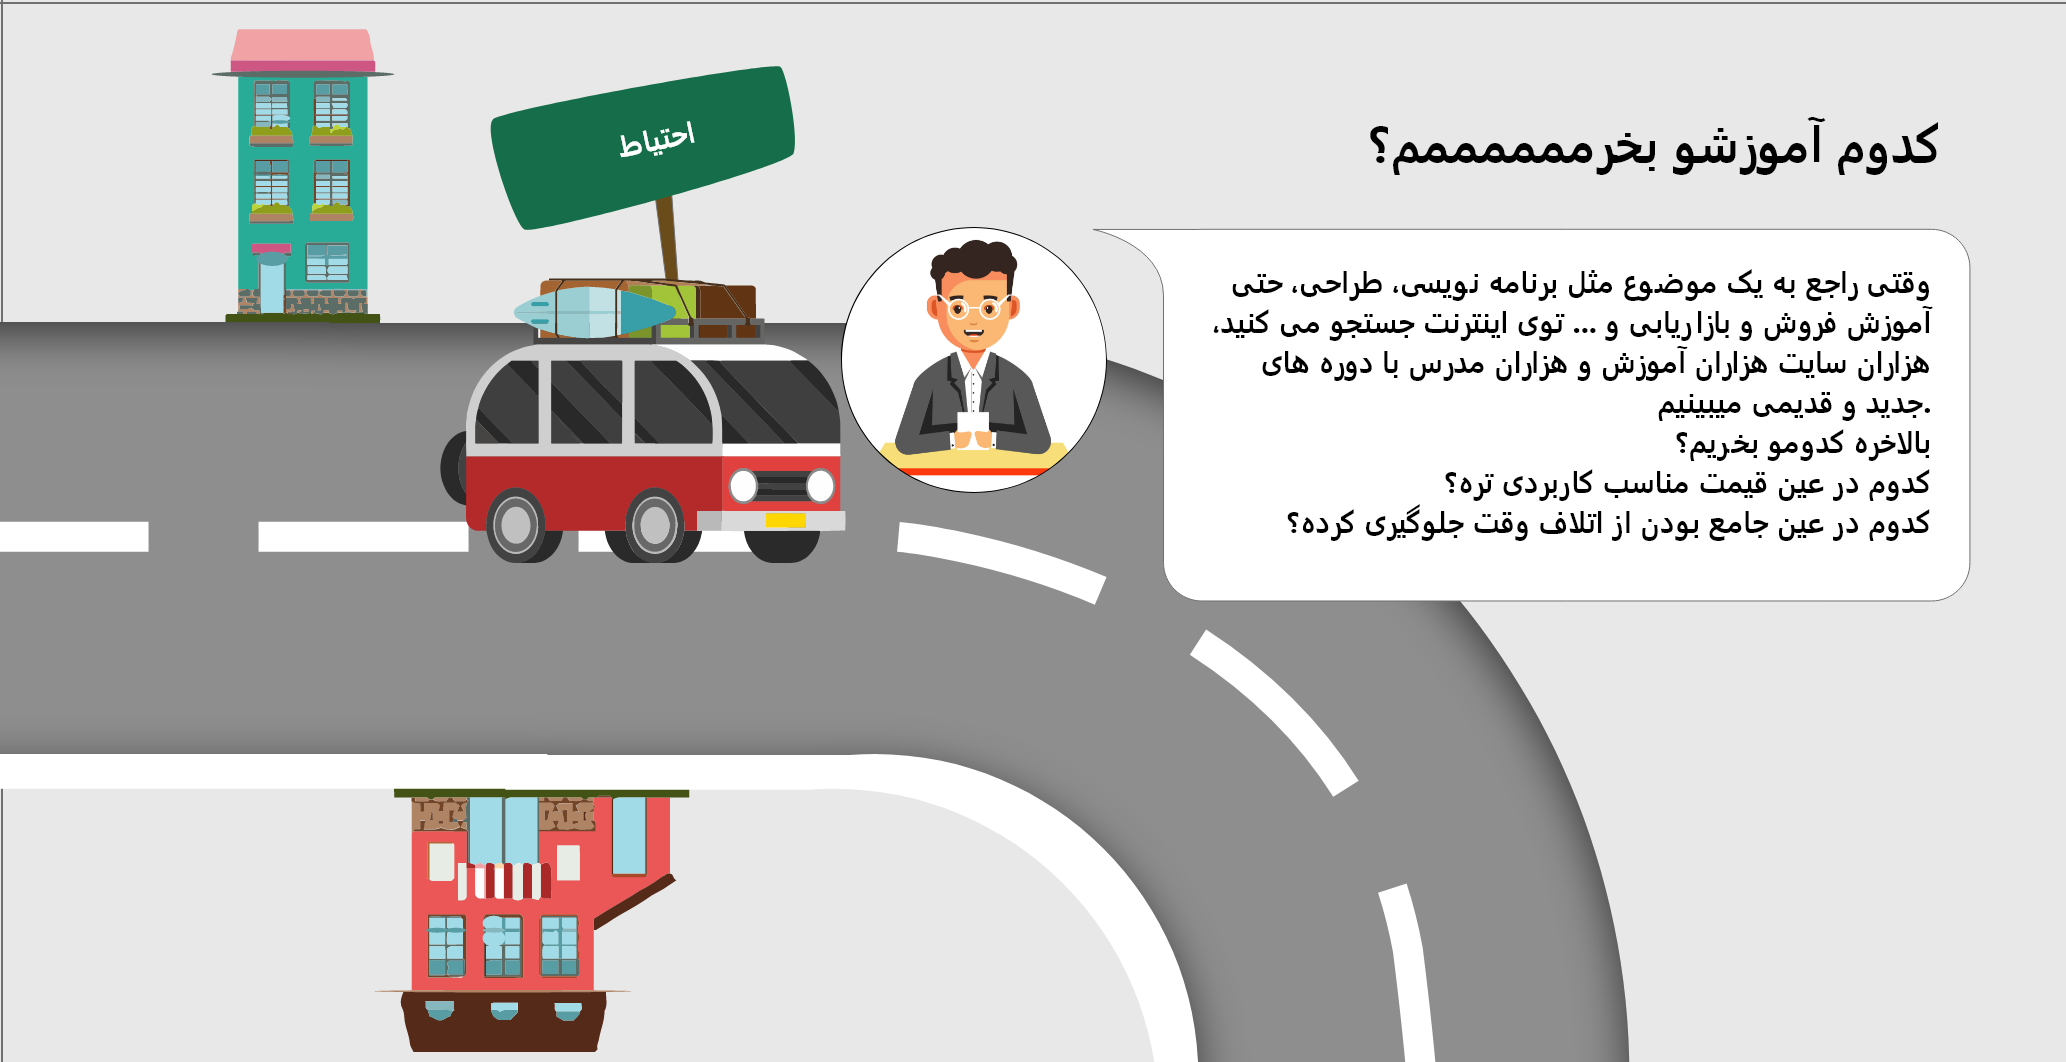 کدوم آموزشو بخرمممممممم؟
احتیاط
وقتی راجع به یک موضوع مثل برنامه نویسی، طراحی، حتی
آموزش فروش و بازاریابی و ... توی اینترنت جستجو می کنید،
هزاران سایت هزاران آموزش و هزاران مدرس با دوره های
.جدید و قدیمی میبینیم
بالاخره کدومو بخریم؟
کدوم در عین قیمت مناسب کاربردی تره؟
کدوم در عین جامع بودن از اتلاف وقت جلوگیری کرده؟